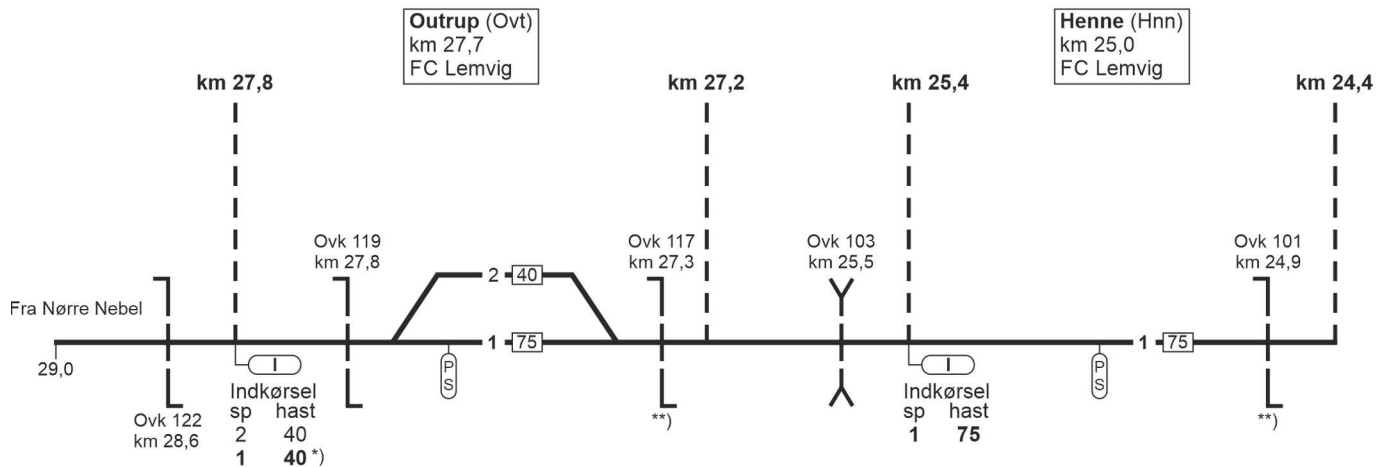 Outrup (Ovt)
km 27,7
FC Lemvig
Henne (Hnn)
km 25,0
FC Lemvig
km 27,8
km 27,2
km 25,4
km 24,4
Ovk 119
km 27,8
Ovk 117
km 27,3
Ovk 103
km 25,5
Ovk 101
km 24,9
2 40
Fra Nørre Nebel
1 75
1 75
29,0
I
P
S
I
P
S
Ovk 122
km 28,6
Indkørsel
sp hast
2 40
1 40 *)
**)
Indkørsel
sp hast
1 75
**)